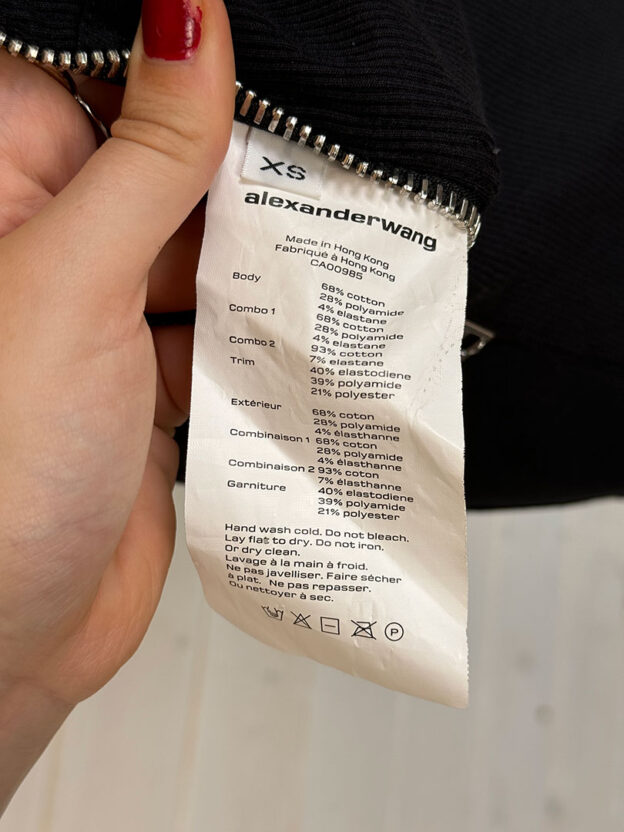 XS
alexanderwang
Made in Hong Kong
Fabriqué à Hong Kong
CA00985
Body 68% cotton
28% polyamide
4% elastane
Combo 1 68% cotton
28% polyamide
4% elastane
Combo 2 93% cotton
7% elastane
Trim 40% elastodiene
39% polyamide
21% polyester
Extérieur 68% coton
28% polyamide
4% élasthanne
Combinaison 1 68% coton
28% polyamide
4% élasthanne
Combinaison 2 93% coton
7% élasthanne
Garniture 40% elastodiene
39% polyamide
21% polyester
Hand wash cold. Do not bleach.
Lay flat to dry. Do not iron.
Or dry clean.
Lavage à la main à froid.
Ne pas javelliser. Faire sécher
à plat. Ne pas repasser.
Ou nettoyer à sec.
P